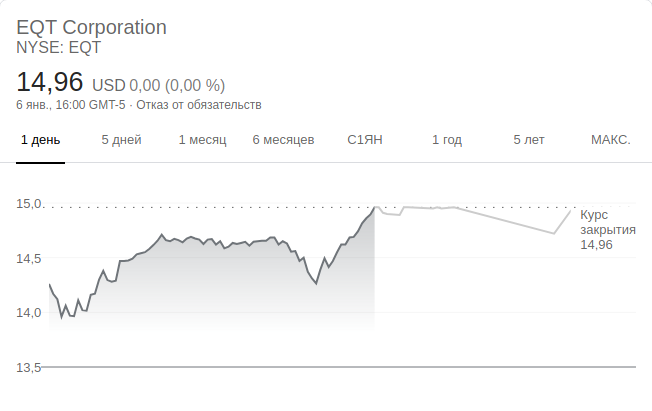 EQT Corporation
NYSE: EQT
14,96 USD 0,00 (0,00 %)
6 янв., 16:00 GMT-5 · Отказ от обязательств
1 день 5 дней 1 месяц 6 месяцев С1ЯН 1 год 5 лет МАКС.
15,0
Курс
закрытия
14,96
14,5
14,0
13,5